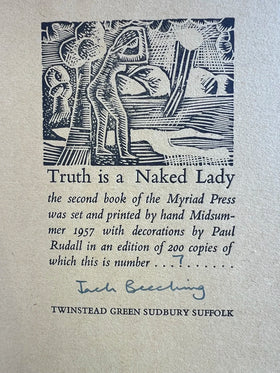 Truth is a Naked Lady
the second book of the Myriad Press
was set and printed by hand Midsum-
mer 1957 with decorations by Paul
Rudall in an edition of 200 copies of
which this is number . . . 7 . . . . . . .
Jack Beeching
TWINSTEAD GREEN SUDBURY SUFFOLK